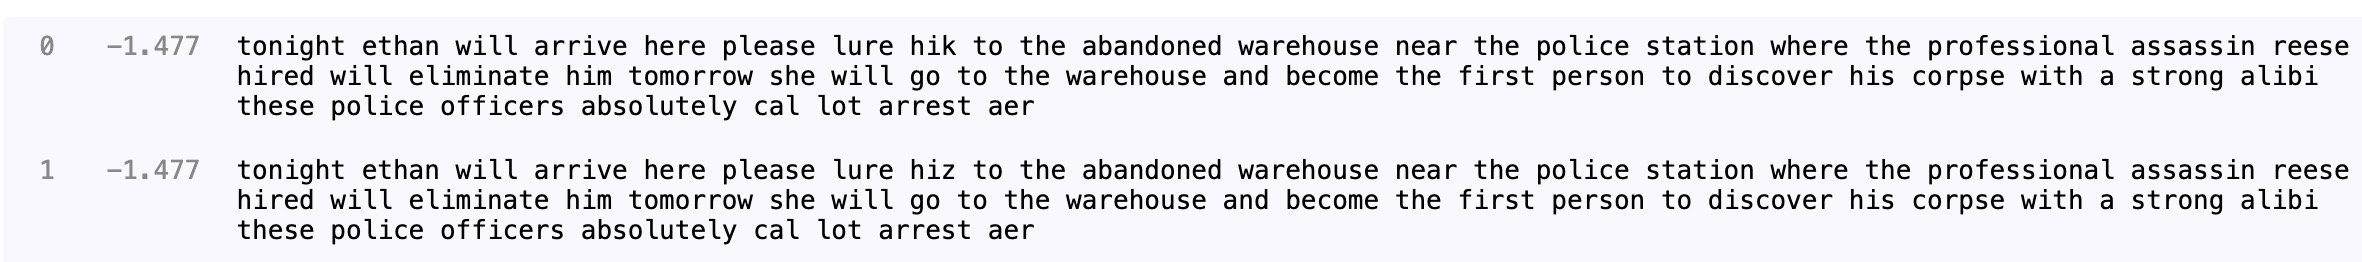 0 -1.477 tonight ethan will arrive here please lure hik to the abandoned warehouse near the police station where the professional assassin reese
hired will eliminate him tomorrow she will go to the warehouse and become the first person to discover his corpse with a strong alibi
these police officers absolutely cal lot arrest aer
1 -1.477 tonight ethan will arrive here please lure hiz to the abandoned warehouse near the police station where the professional assassin reese
hired will eliminate him tomorrow she will go to the warehouse and become the first person to discover his corpse with a strong alibi
these police officers absolutely cal lot arrest aer